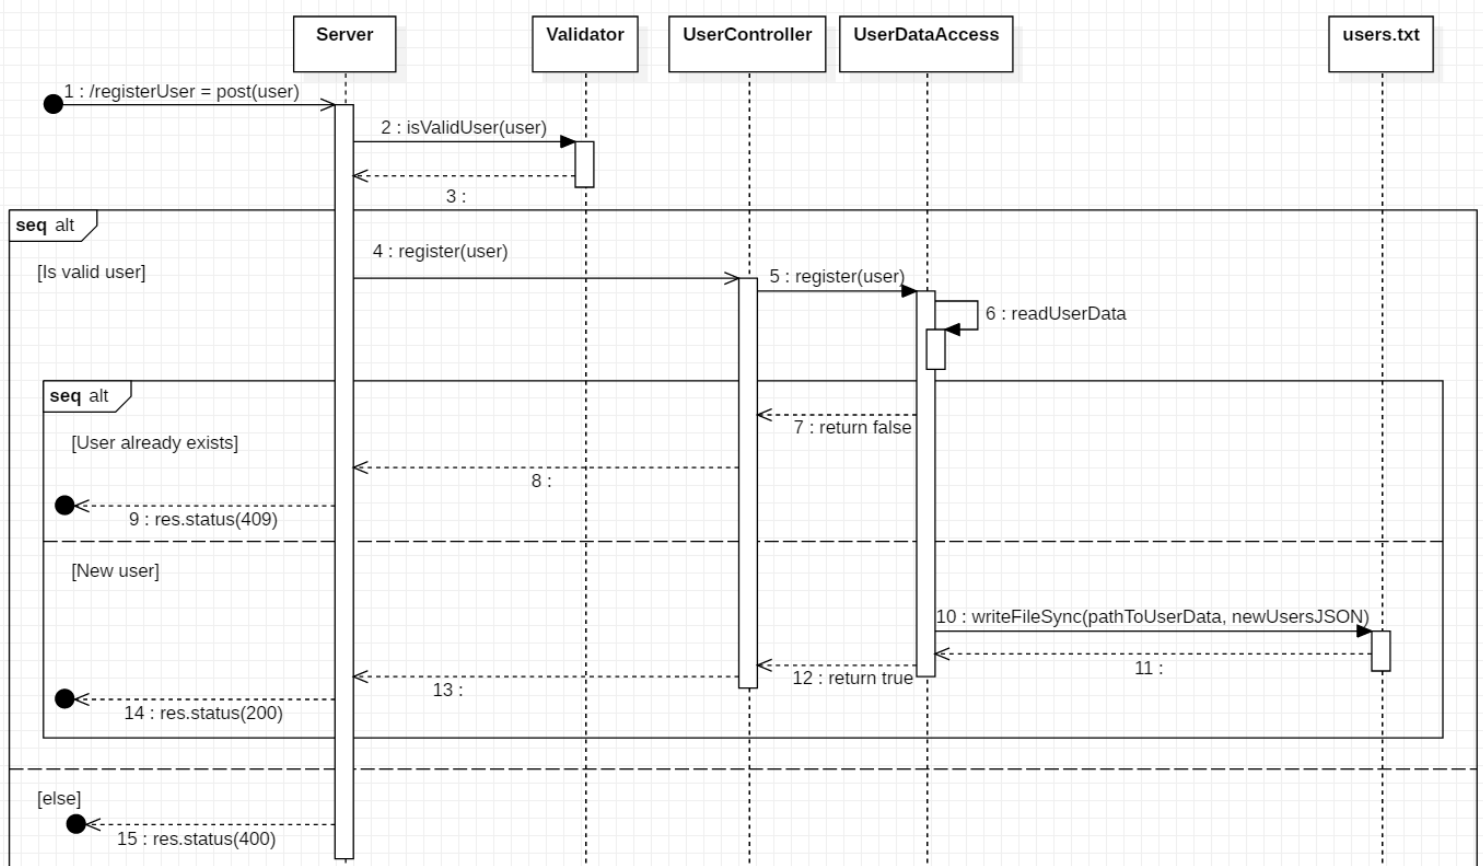 Server
Validator
UserController
UserDataAccess
users.txt
1 : /registerUser = post(user)
2 : isValidUser(user)
3 :
seq alt
[Is valid user]
4 : register(user)
5 : register(user)
6 : readUserData
seq alt
[User already exists]
7 : return false
8 :
9 : res.status(409)
[New user]
10 : writeFileSync(pathToUserData, newUsersJSON)
11 :
12 : return true
13 :
14 : res.status(200)
[else]
15 : res.status(400)